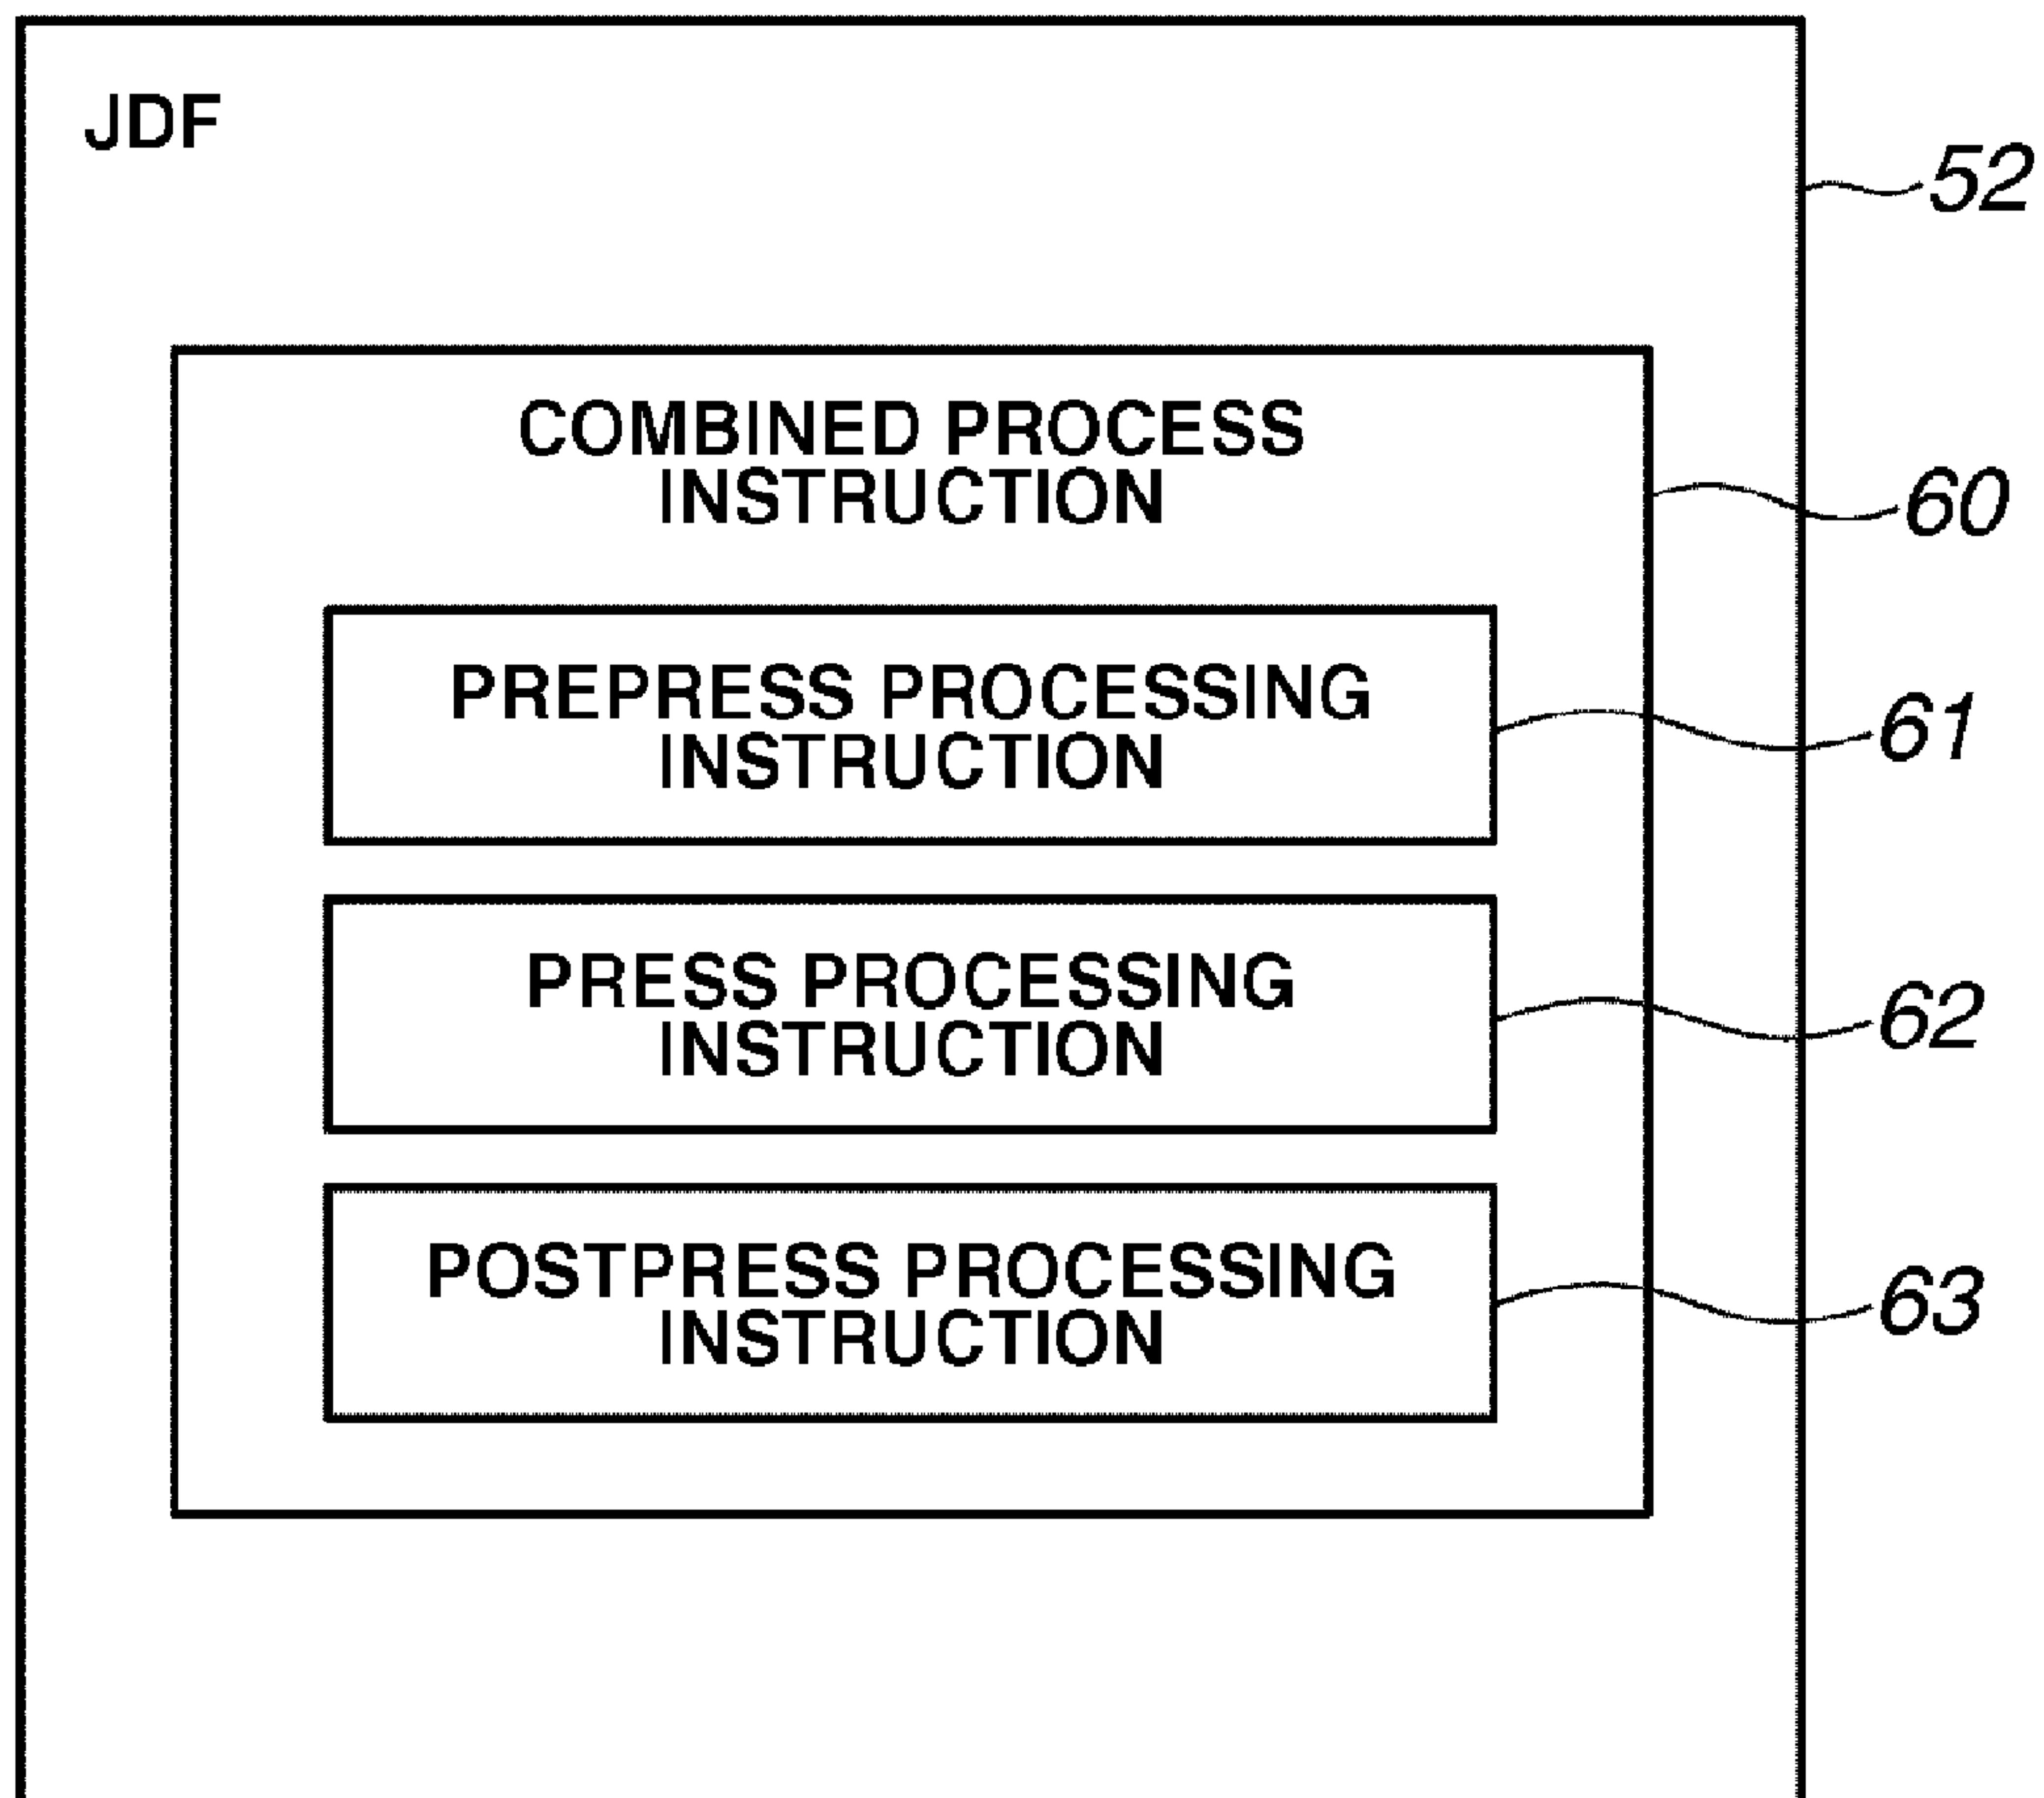 JDF
52
COMBINED PROCESS
INSTRUCTION
60
PREPRESS PROCESSING
INSTRUCTION
61
PRESS PROCESSING
INSTRUCTION
62
POSTPRESS PROCESSING
INSTRUCTION
63